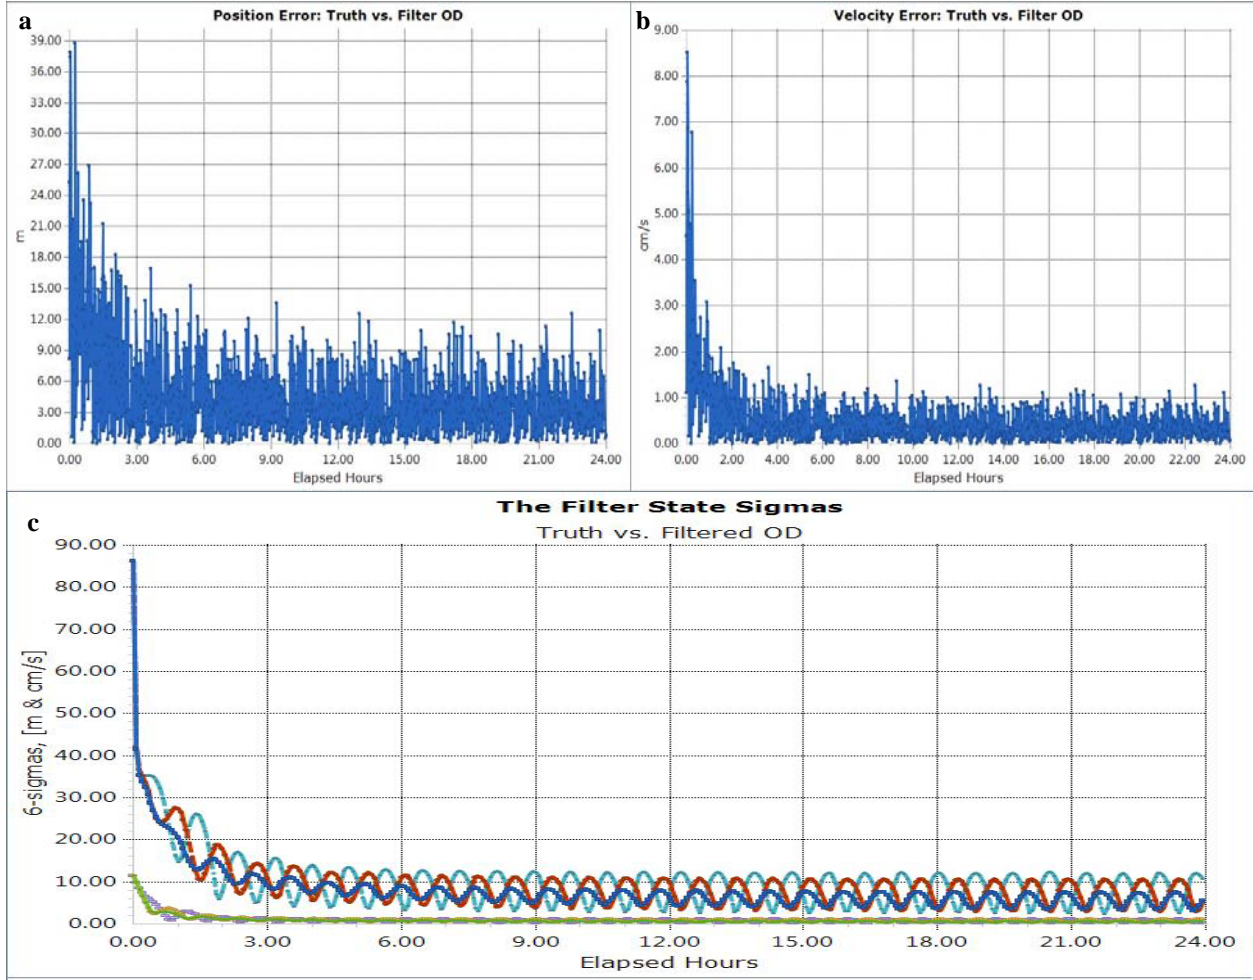 a
Position Error: Truth vs. Filter OD
39.00
36.00
33.00
30.00
27.00
24.00
21.00
18.00
15.00
12.00
9.00
6.00
3.00
0.00
m
0.00 3.00 6.00 9.00 12.00 15.00 18.00 21.00 24.00
Elapsed Hours
b
Velocity Error: Truth vs. Filter OD
9.00
8.00
7.00
6.00
5.00
4.00
3.00
2.00
1.00
0.00
cm/s
0.00 2.00 4.00 6.00 8.00 10.00 12.00 14.00 16.00 18.00 20.00 22.00 24.00
Elapsed Hours
c
The Filter State Sigmas
Truth vs. Filtered OD
90.00
80.00
70.00
60.00
50.00
40.00
30.00
20.00
10.00
0.00
6-sigmas, [m & cm/s]
0.00 3.00 6.00 9.00 12.00 15.00 18.00 21.00 24.00
Elapsed Hours